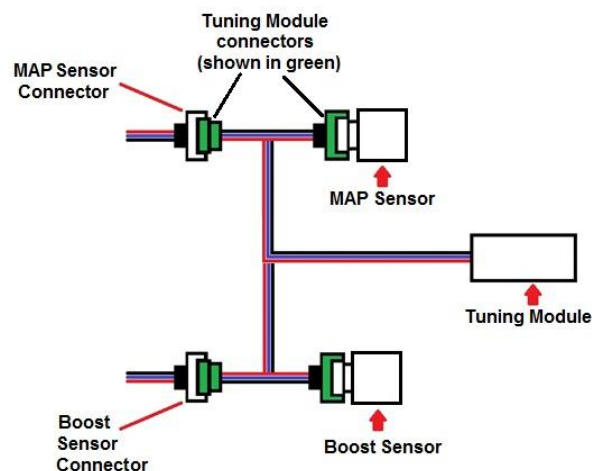 Tuning Module
connectors
(shown in green)
MAP Sensor
Connector
MAP Sensor
Tuning Module
Boost
Sensor
Connector
Boost Sensor